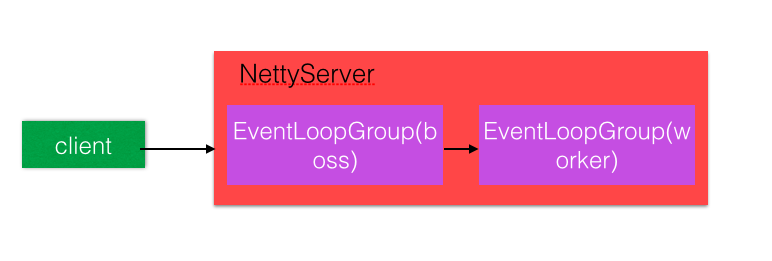 NettyServer
client
EventLoopGroup(b
oss)
EventLoopGroup(w
orker)